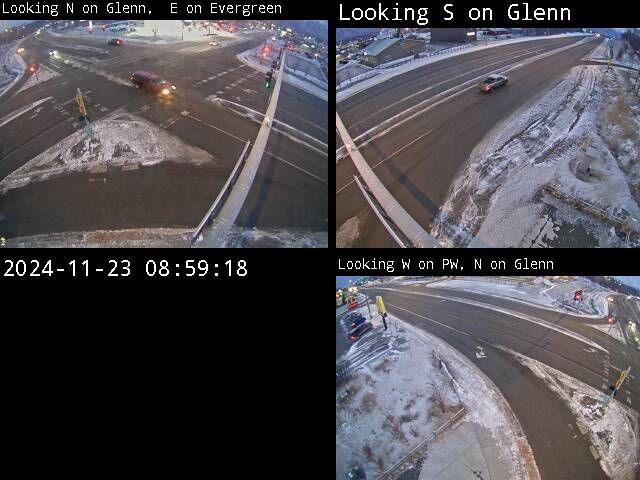 Looking N on Glenn,  E on Evergreen
Looking S on Glenn
2024-11-23 08:59:18
Looking W on PW, N on Glenn